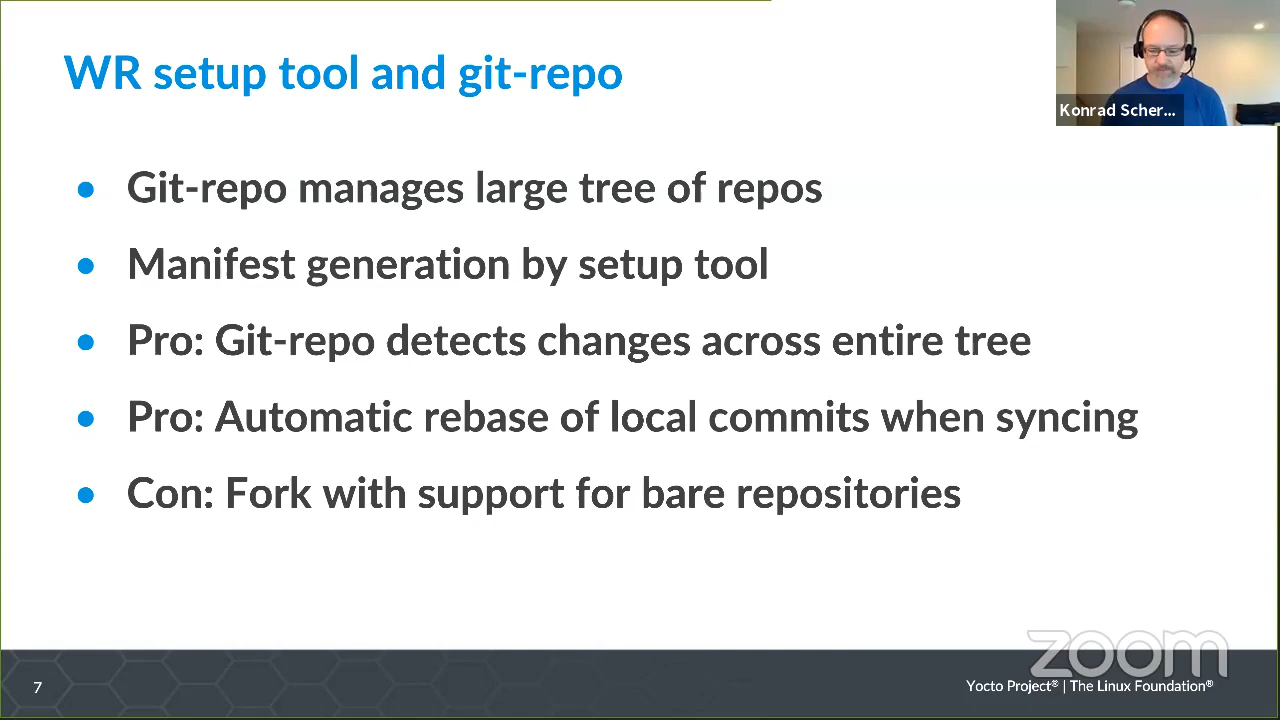 WR setup tool and git-repo
Konrad Scher...
Git-repo manages large tree of repos
Manifest generation by setup tool
Pro: Git-repo detects changes across entire tree
Pro: Automatic rebase of local commits when syncing
Con: Fork with support for bare repositories
zoom
7
Yocto Project® | The Linux Foundation®